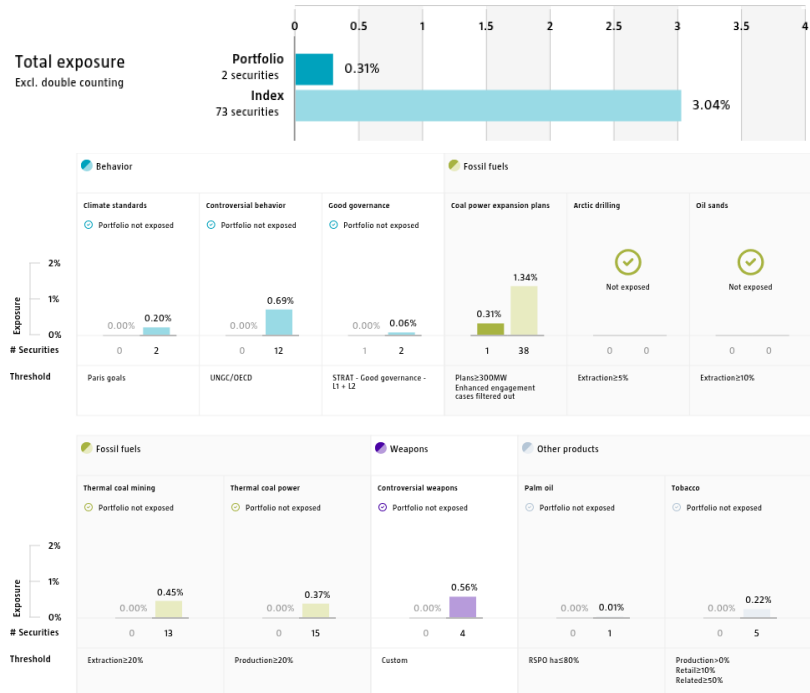 0 0.5 1 1.5 2 2.5 3 3.5 4
Total exposure
Excl. double counting
Portfolio
2 securities
0.31%
Index
73 securities
3.04%
Behavior
Fossil fuels
Climate standards
Portfolio not exposed
Controversial behavior
Portfolio not exposed
Good governance
Portfolio not exposed
Coal power expansion plans
Arctic drilling
Not exposed
Oil sands
Not exposed
Exposure
2%
1%
0%
0.00% 0.20%
0.00% 0.69%
0.00% 0.06%
0.31% 1.34%
# Securities
0 2
0 12
1 2
1 38
0 0
0 0
Threshold
Paris goals
UNGC/OECD
STRAT - Good governance -
L1 + L2
Plans≥300MW
Enhanced engagement
cases filtered out
Extraction≥5%
Extraction≥10%
Fossil fuels
Weapons
Other products
Thermal coal mining
Portfolio not exposed
Thermal coal power
Portfolio not exposed
Controversial weapons
Portfolio not exposed
Palm oil
Portfolio not exposed
Tobacco
Portfolio not exposed
Exposure
2%
1%
0%
0.00% 0.45%
0.00% 0.37%
0.00% 0.56%
0.00% 0.01%
0.00% 0.22%
# Securities
0 13
0 15
0 4
0 1
0 5
Threshold
Extraction≥20%
Production≥20%
Custom
RSPO ha≤80%
Production>0%
Retail≥10%
Related≥50%